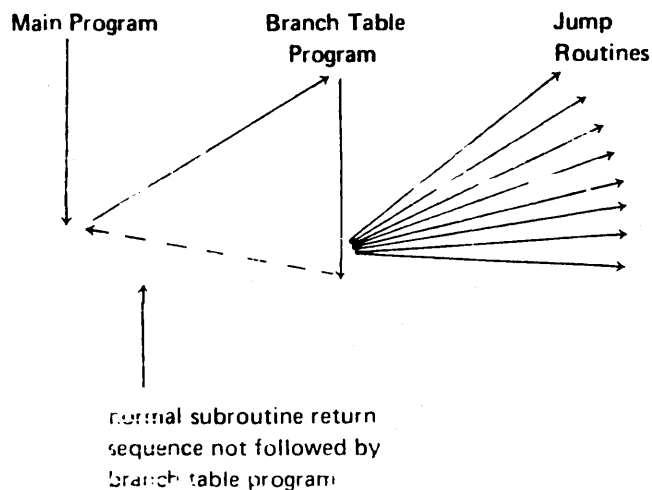 Main Program
Branch Table
Program
Jump
Routines
normal subroutine return
sequence not followed by
branch table program